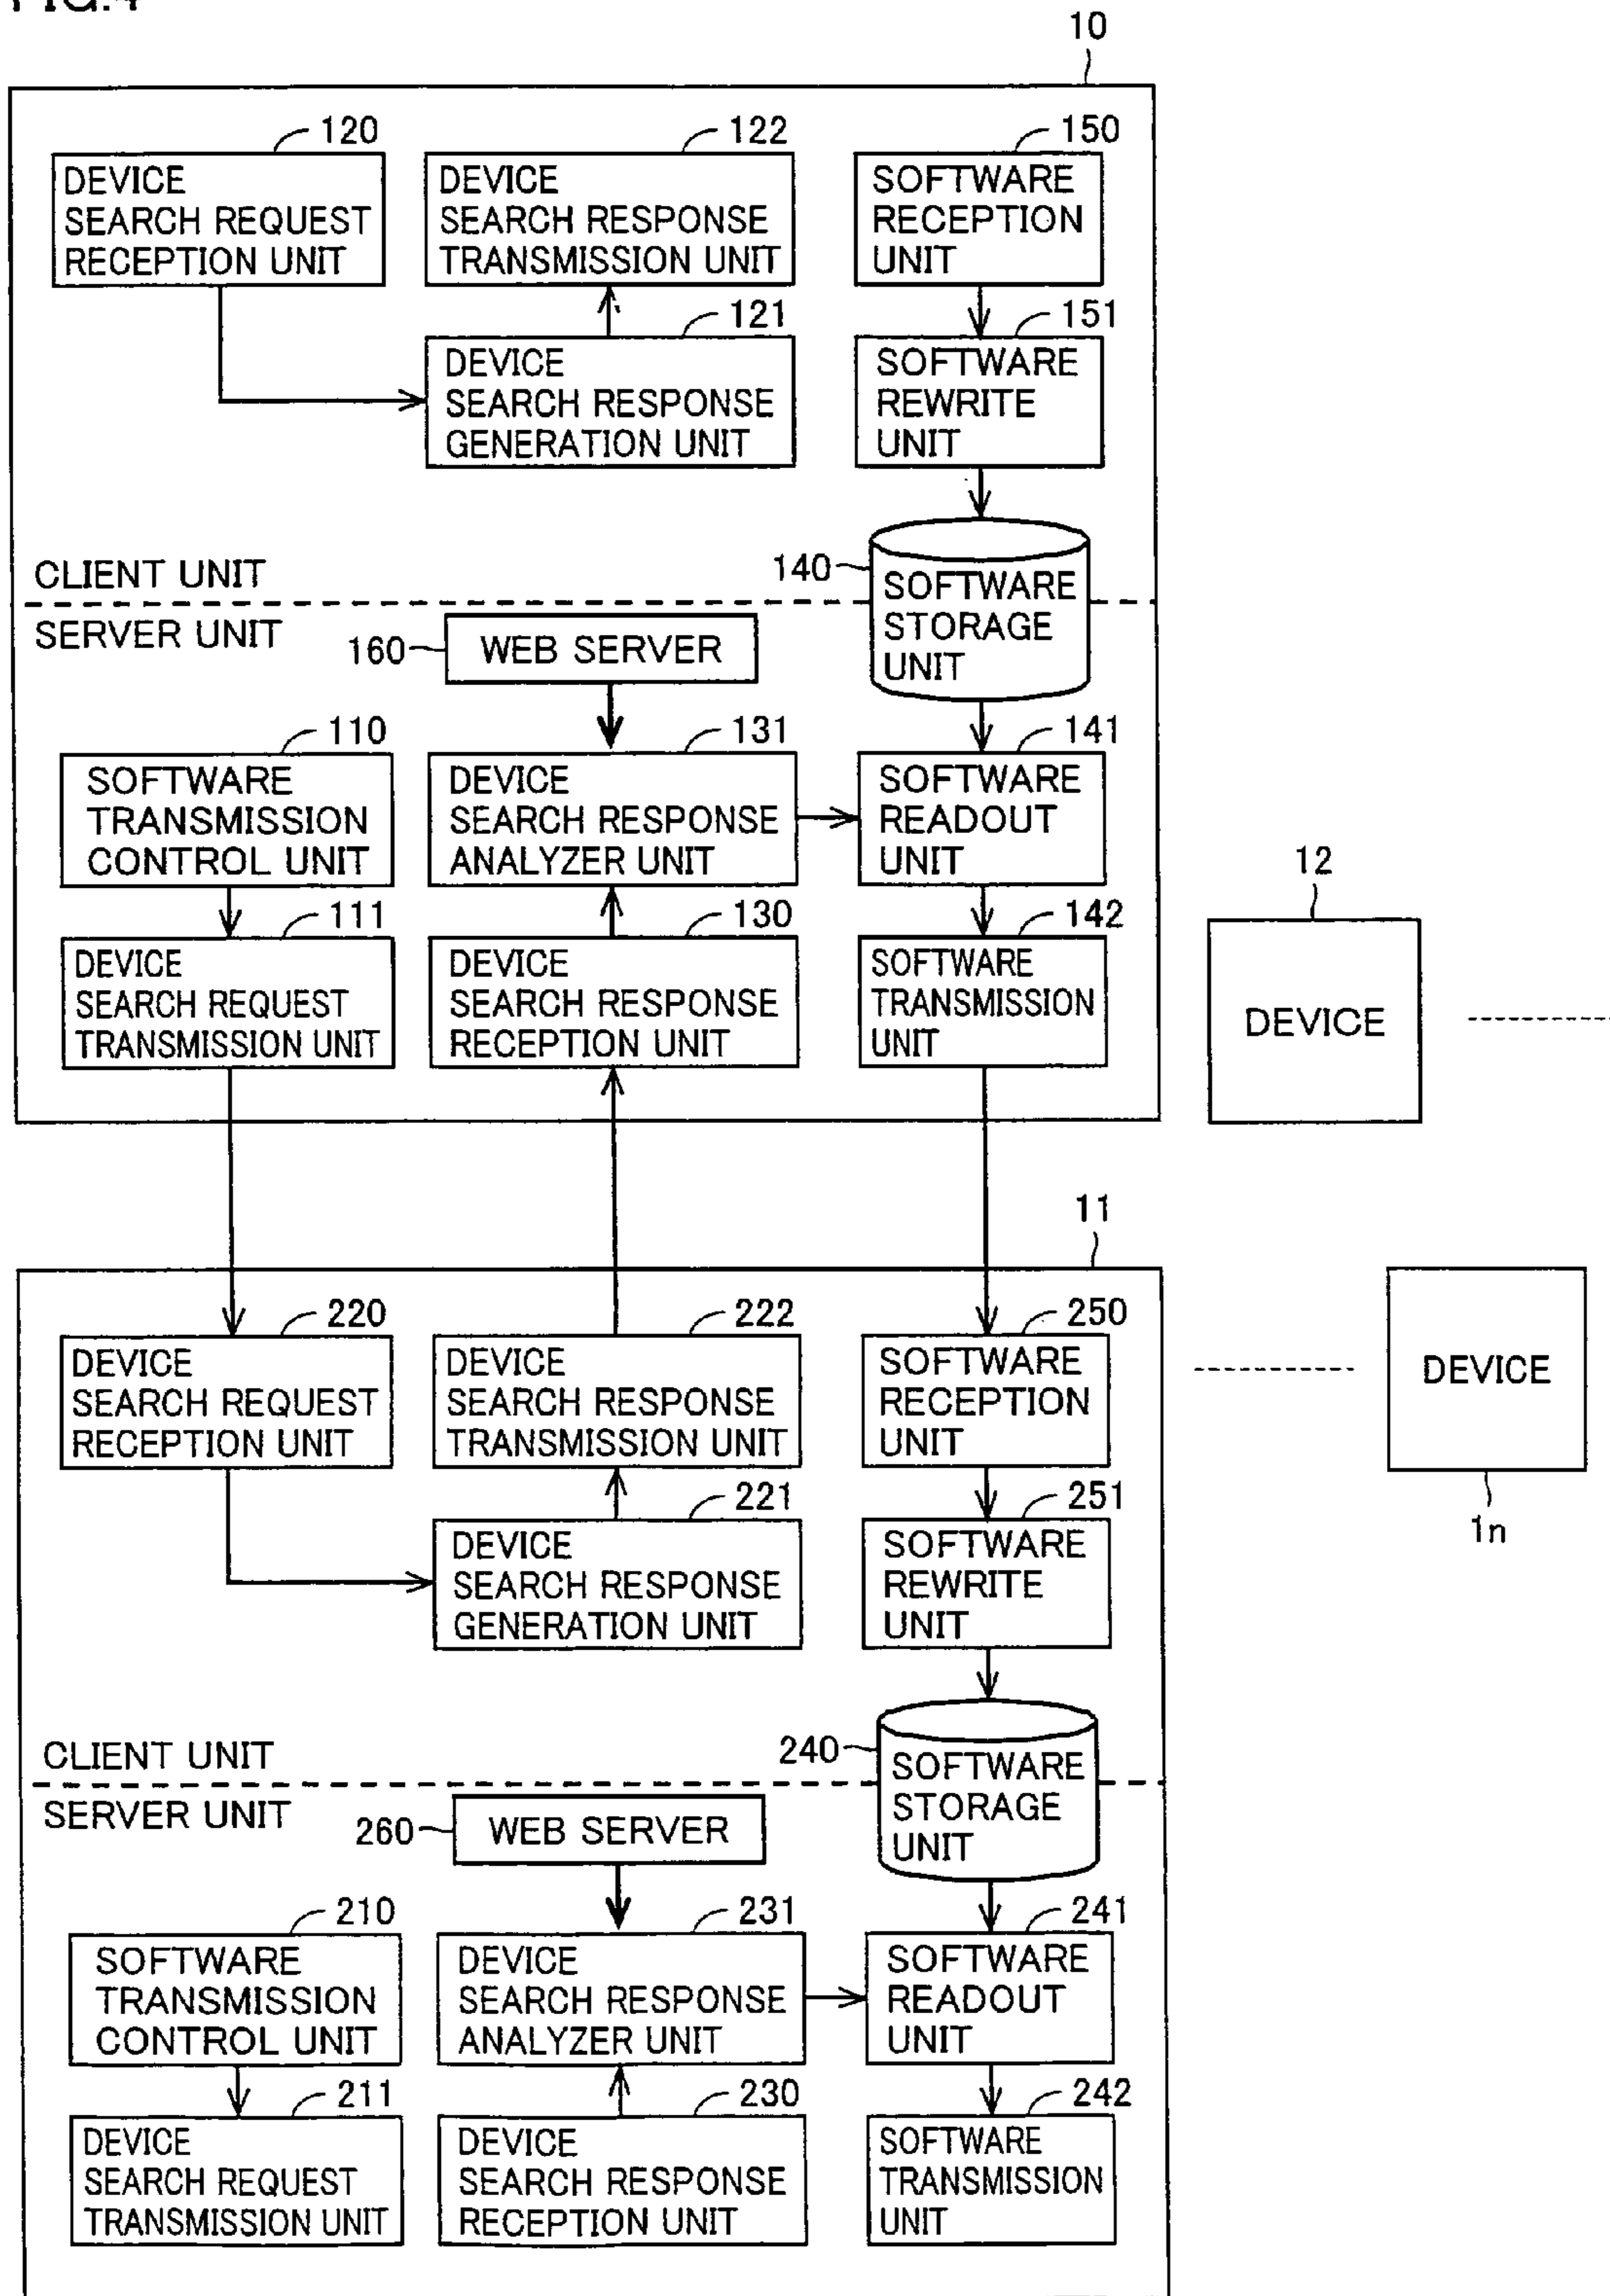 FIG.4
10
120
122
150
DEVICE
SEARCH REQUEST
RECEPTION UNIT
DEVICE
SEARCH RESPONSE
TRANSMISSION UNIT
SOFTWARE
RECEPTION
UNIT
121
151
DEVICE
SEARCH RESPONSE
GENERATION UNIT
SOFTWARE
REWRITE
UNIT
CLIENT UNIT
140
SOFTWARE
STORAGE
UNIT
SERVER UNIT
160
WEB SERVER
110
131
141
SOFTWARE
TRANSMISSION
CONTROL UNIT
DEVICE
SEARCH RESPONSE
ANALYZER UNIT
SOFTWARE
READOUT
UNIT
111
130
142
DEVICE
SEARCH REQUEST
TRANSMISSION UNIT
DEVICE
SEARCH RESPONSE
RECEPTION UNIT
SOFTWARE
TRANSMISSION
UNIT
12
DEVICE
11
220
222
250
DEVICE
SEARCH REQUEST
RECEPTION UNIT
DEVICE
SEARCH RESPONSE
TRANSMISSION UNIT
SOFTWARE
RECEPTION
UNIT
DEVICE
1n
221
251
DEVICE
SEARCH RESPONSE
GENERATION UNIT
SOFTWARE
REWRITE
UNIT
CLIENT UNIT
240
SOFTWARE
STORAGE
UNIT
SERVER UNIT
260
WEB SERVER
210
231
241
SOFTWARE
TRANSMISSION
CONTROL UNIT
DEVICE
SEARCH RESPONSE
ANALYZER UNIT
SOFTWARE
READOUT
UNIT
211
230
242
DEVICE
SEARCH REQUEST
TRANSMISSION UNIT
DEVICE
SEARCH RESPONSE
RECEPTION UNIT
SOFTWARE
TRANSMISSION
UNIT